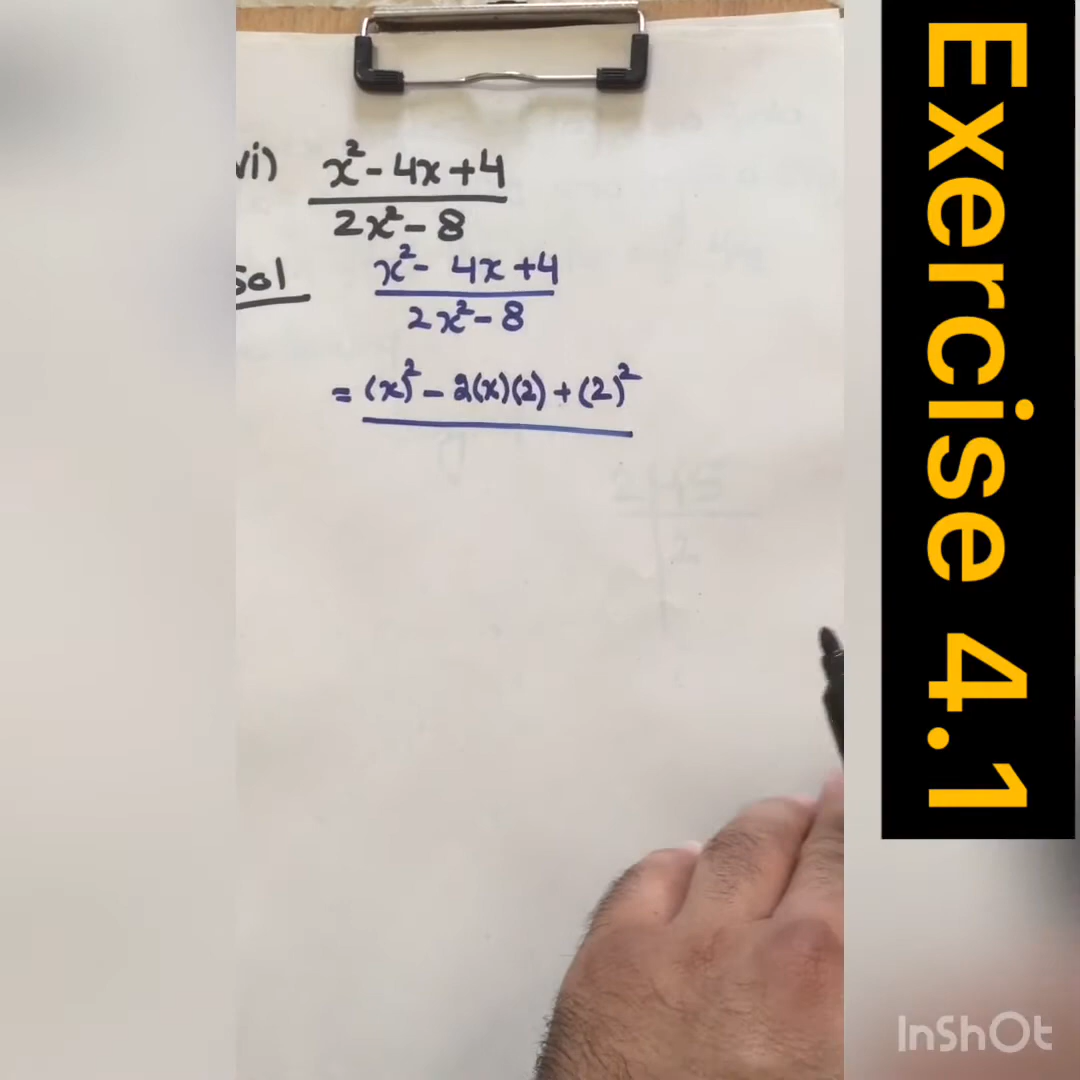 vi) x² - 4x + 4
2x² - 8
Sol x² - 4x + 4
2x² - 8
= (x)² - 2(x)(2) + (2)²
Exercise 4.1
InShOt